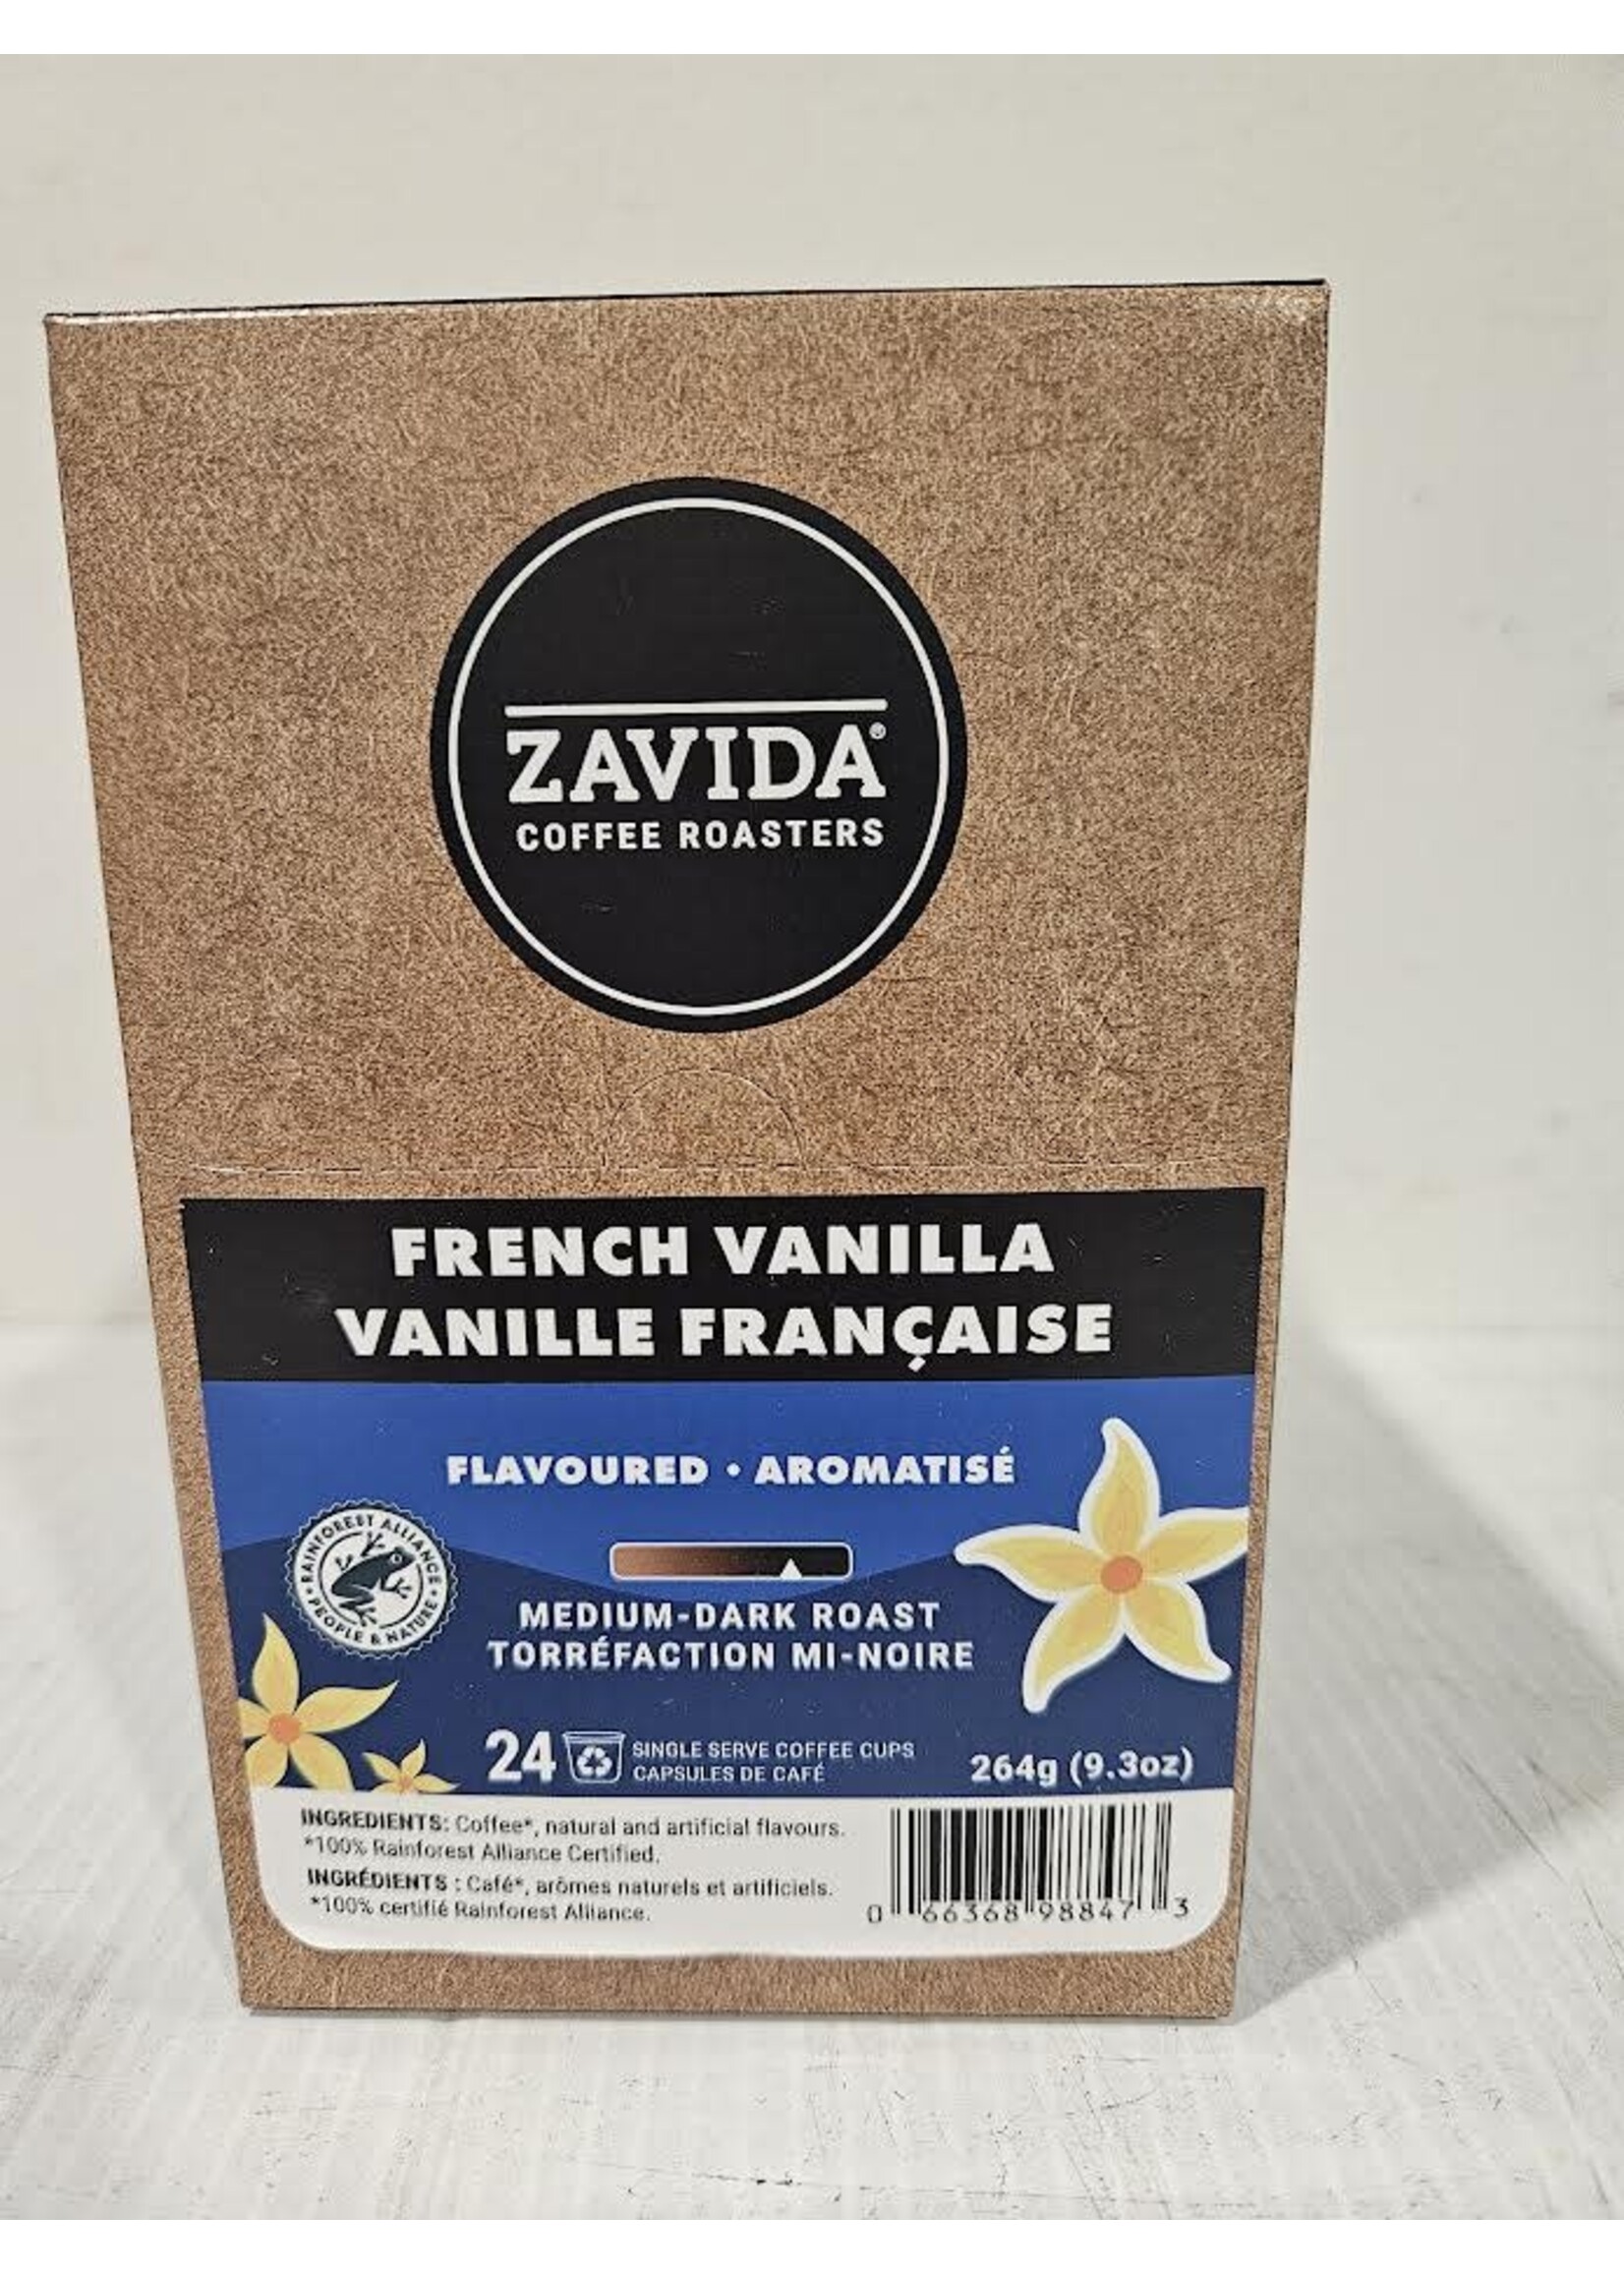 ZAVIDA®
COFFEE ROASTERS
FRENCH VANILLA
VANILLE FRANÇAISE
FLAVOURED • AROMATISÉ
RAINFOREST ALLIANCE
PEOPLE & NATURE
MEDIUM-DARK ROAST
TORRÉFACTION MI-NOIRE
24
SINGLE SERVE COFFEE CUPS
CAPSULES DE CAFÉ
264g (9.3oz)
INGREDIENTS: Coffee*, natural and artificial flavours.
*100% Rainforest Alliance Certified.
INGRÉDIENTS : Café*, arômes naturels et artificiels.
*100% certifié Rainforest Alliance.
0 66368 98847 3